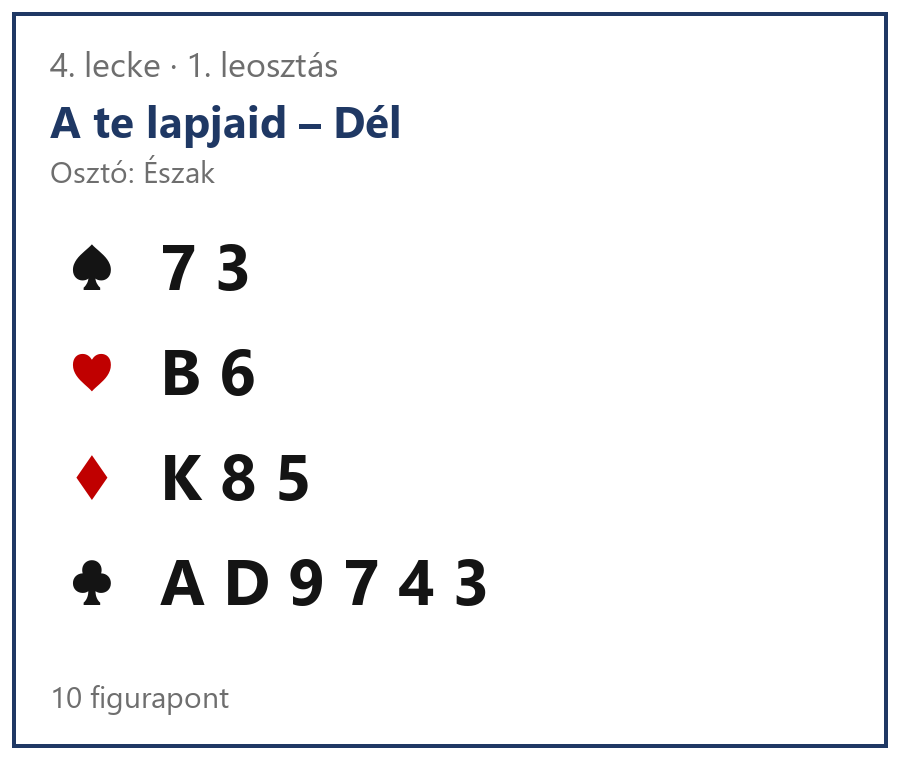 4. lecke · 1. leosztás
A te lapjaid – Dél
Osztó: Észak
♠ 7 3
♥ B 6
♦ K 8 5
♣ A D 9 7 4 3
10 figurapont